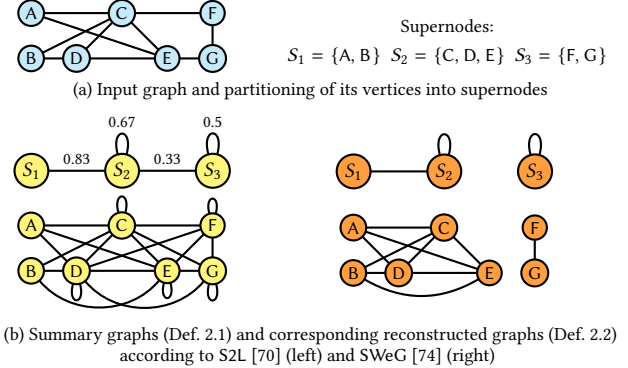 A C F
Supernodes:
B D E G
S₁ = {A, B} S₂ = {C, D, E} S₃ = {F, G}
(a) Input graph and partitioning of its vertices into supernodes
0.67 0.5
0.83 0.33
S₁ S₂ S₃ S₁ S₂ S₃
A C F A C F
B D E G B D E G
(b) Summary graphs (Def. 2.1) and corresponding reconstructed graphs (Def. 2.2)
according to S2L [70] (left) and SWeG [74] (right)